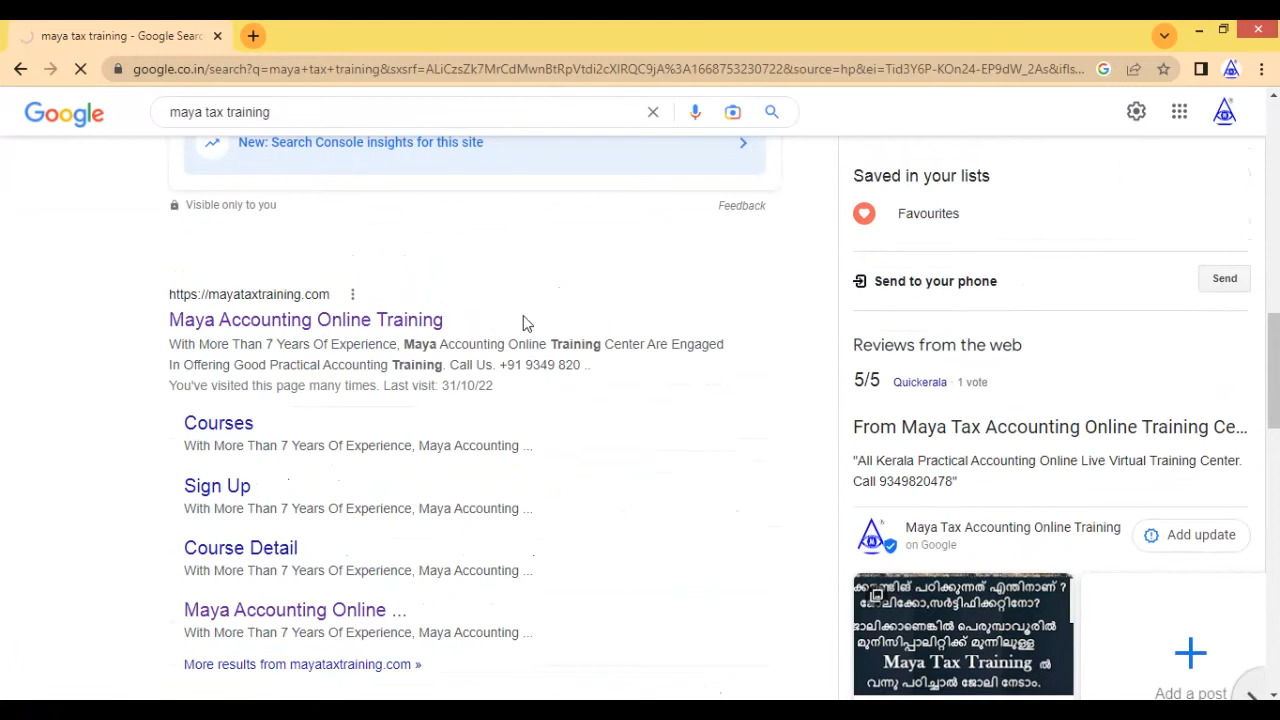 maya tax training - Google Searc
google.co.in/search?q=maya+tax+training&sxsrf=ALiCzsZk7MrCdMwnBtRpVtdi2cXIRQC9jA%3A1668753230722&source=hp&ei=Tid3Y6P-KOn24-EP9dW_2As&ifls...
Google
maya tax training
New: Search Console insights for this site
Visible only to you
Feedback
https://mayataxtraining.com
Maya Accounting Online Training
With More Than 7 Years Of Experience, Maya Accounting Online Training Center Are Engaged
In Offering Good Practical Accounting Training. Call Us. +91 9349 820 ..
You've visited this page many times. Last visit: 31/10/22
Courses
With More Than 7 Years Of Experience, Maya Accounting ...
Sign Up
With More Than 7 Years Of Experience, Maya Accounting ...
Course Detail
With More Than 7 Years Of Experience, Maya Accounting ...
Maya Accounting Online ...
With More Than 7 Years Of Experience, Maya Accounting ...
More results from mayataxtraining.com »
Saved in your lists
Favourites
Send to your phone
Send
Reviews from the web
5/5 Quickerala · 1 vote
From Maya Tax Accounting Online Training Ce...
"All Kerala Practical Accounting Online Live Virtual Training Center.
Call 9349820478"
Maya Tax Accounting Online Training
on Google
Add update
പഠിക്കുന്നത് എന്തിനാണ് ?
ജോലിക്കോ,സർട്ടിഫിക്കറ്റിനോ?
ജോലിക്കാണെങ്കിൽ പെരുമ്പാവൂരിൽ
മുനിസിപ്പാലിറ്റിക്ക് മുന്നിലുള്ള
Maya Tax Training ൽ
വന്നു പഠിച്ചാൽ ജോലി നേടാം.
Add a post